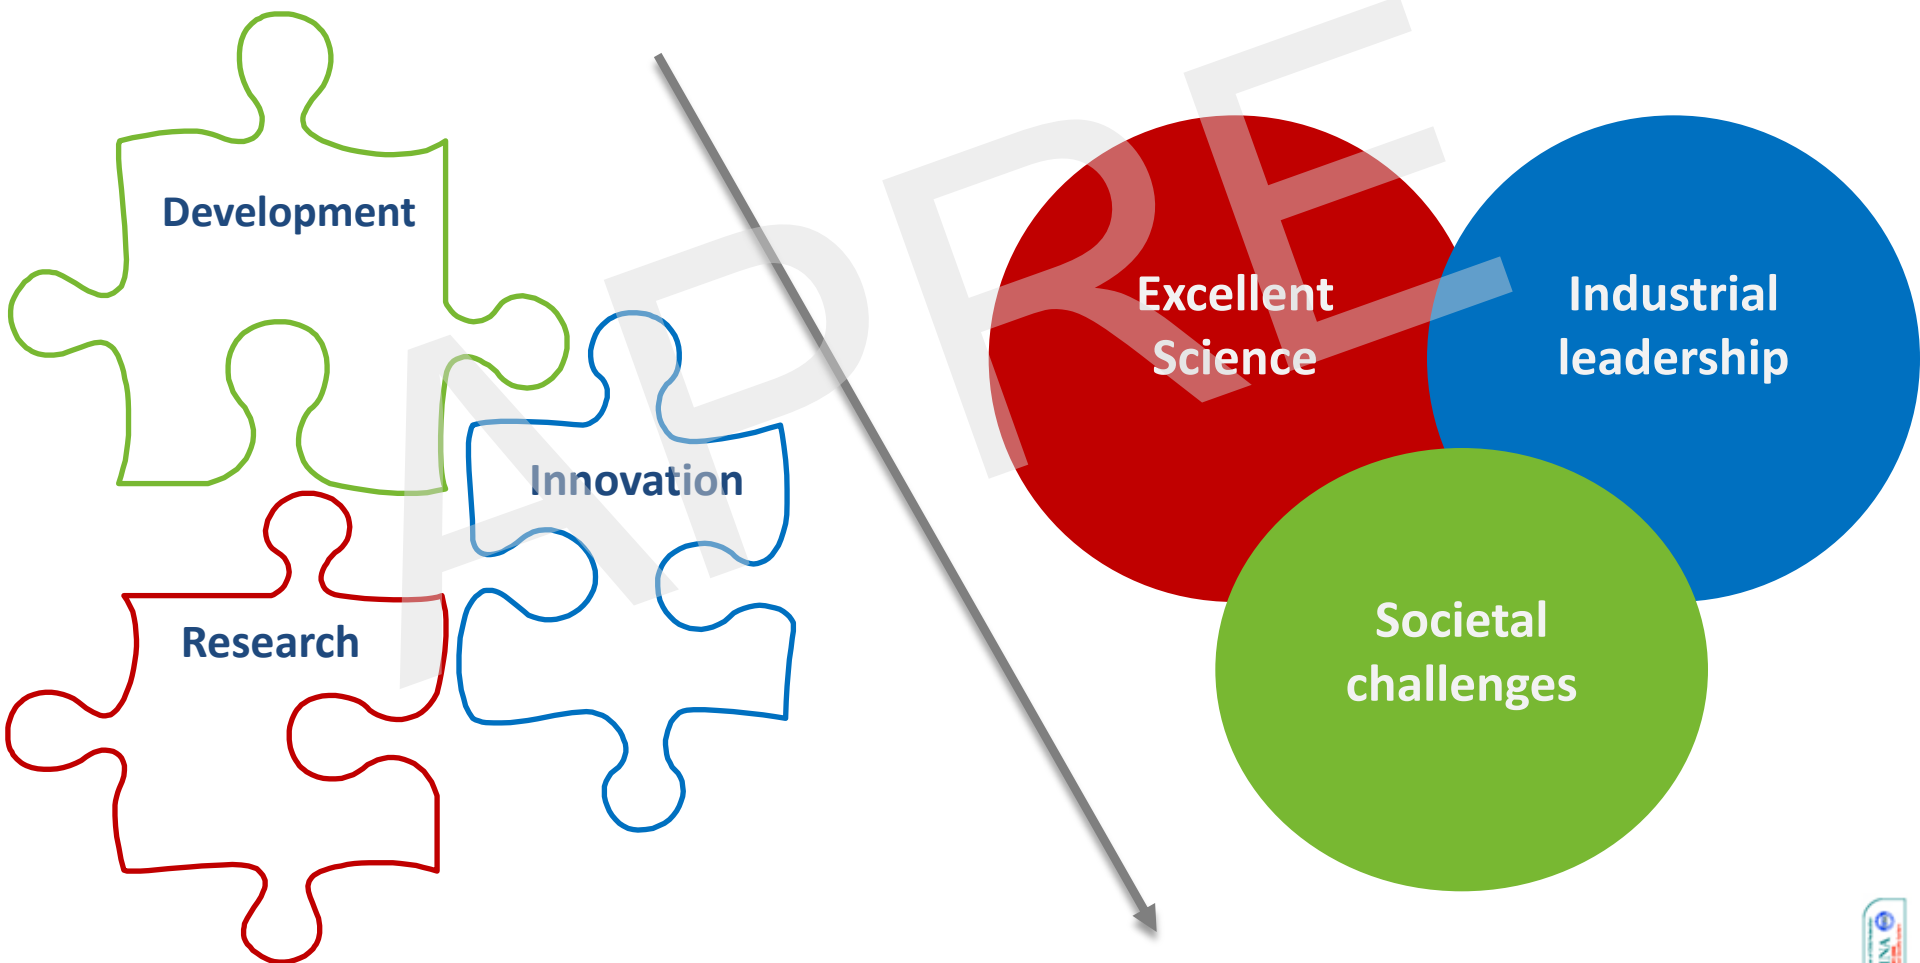 Development
Innovation
Research
Excellent
Science
Industrial
leadership
Societal
challenges
APRE